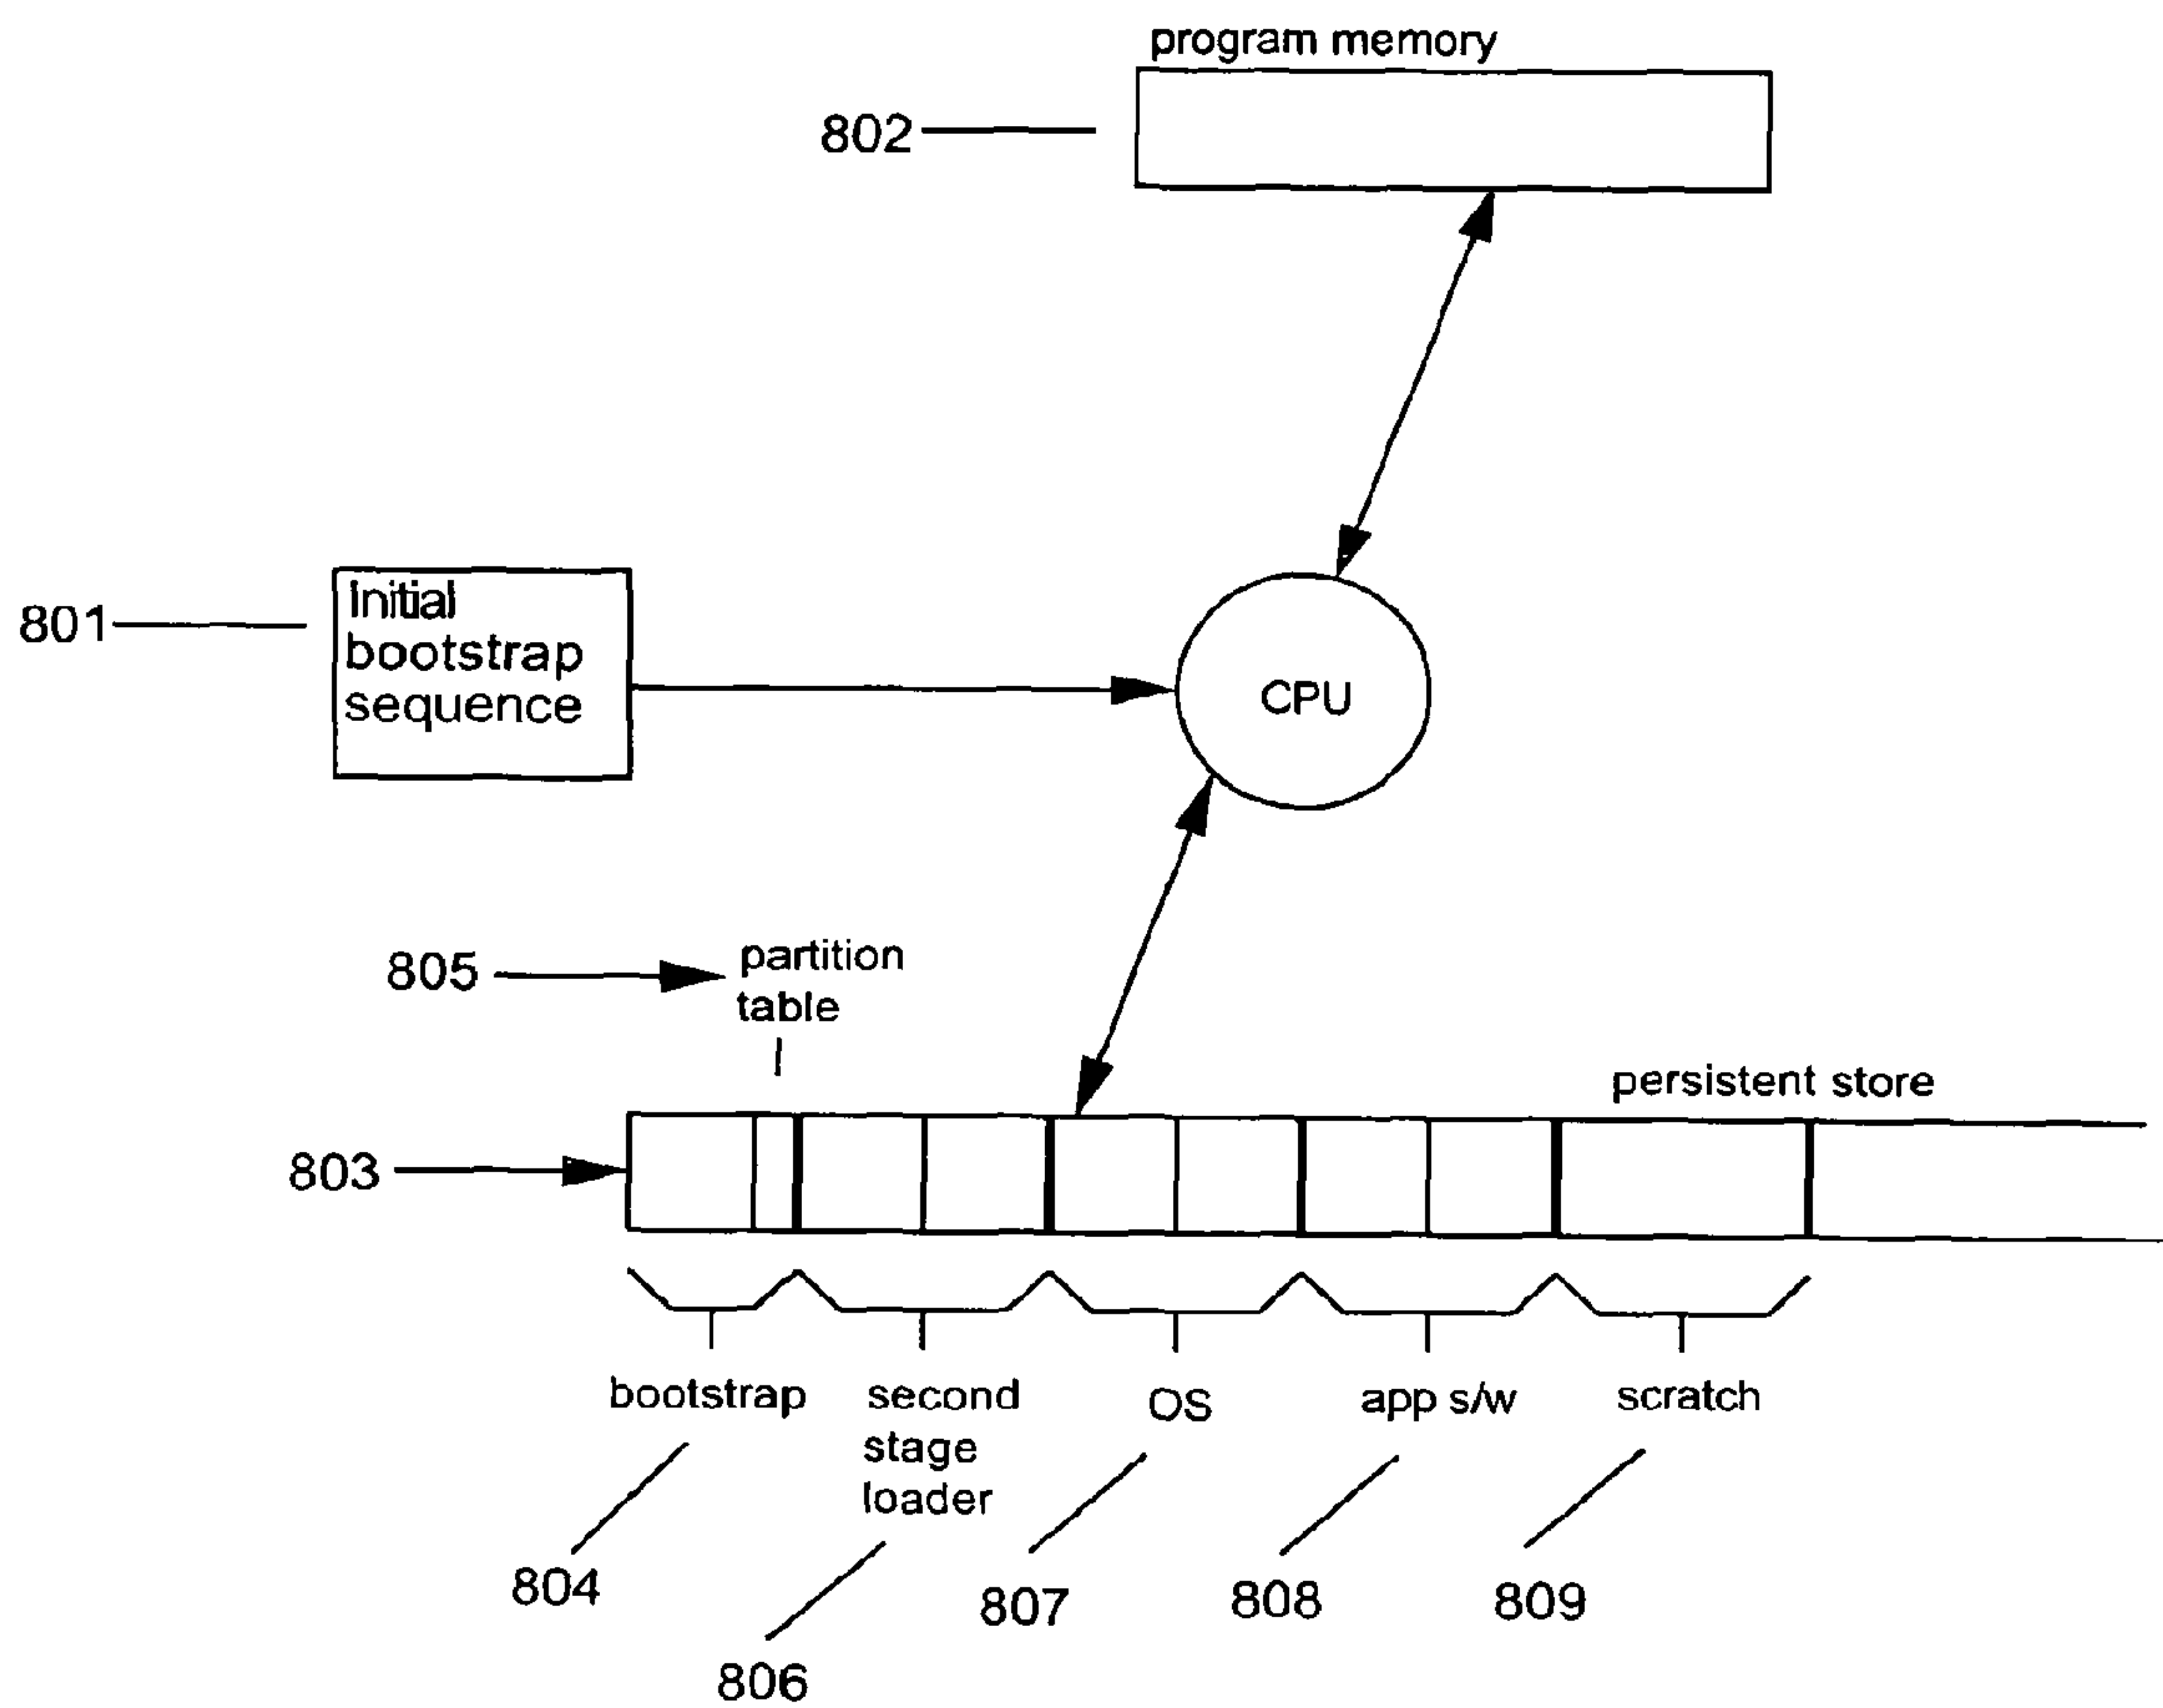 program memory
802
801
Initial
bootstrap
sequence
CPU
805
partition
table
persistent store
803
bootstrap
second
stage
loader
OS
app s/w
scratch
804
806
807
808
809